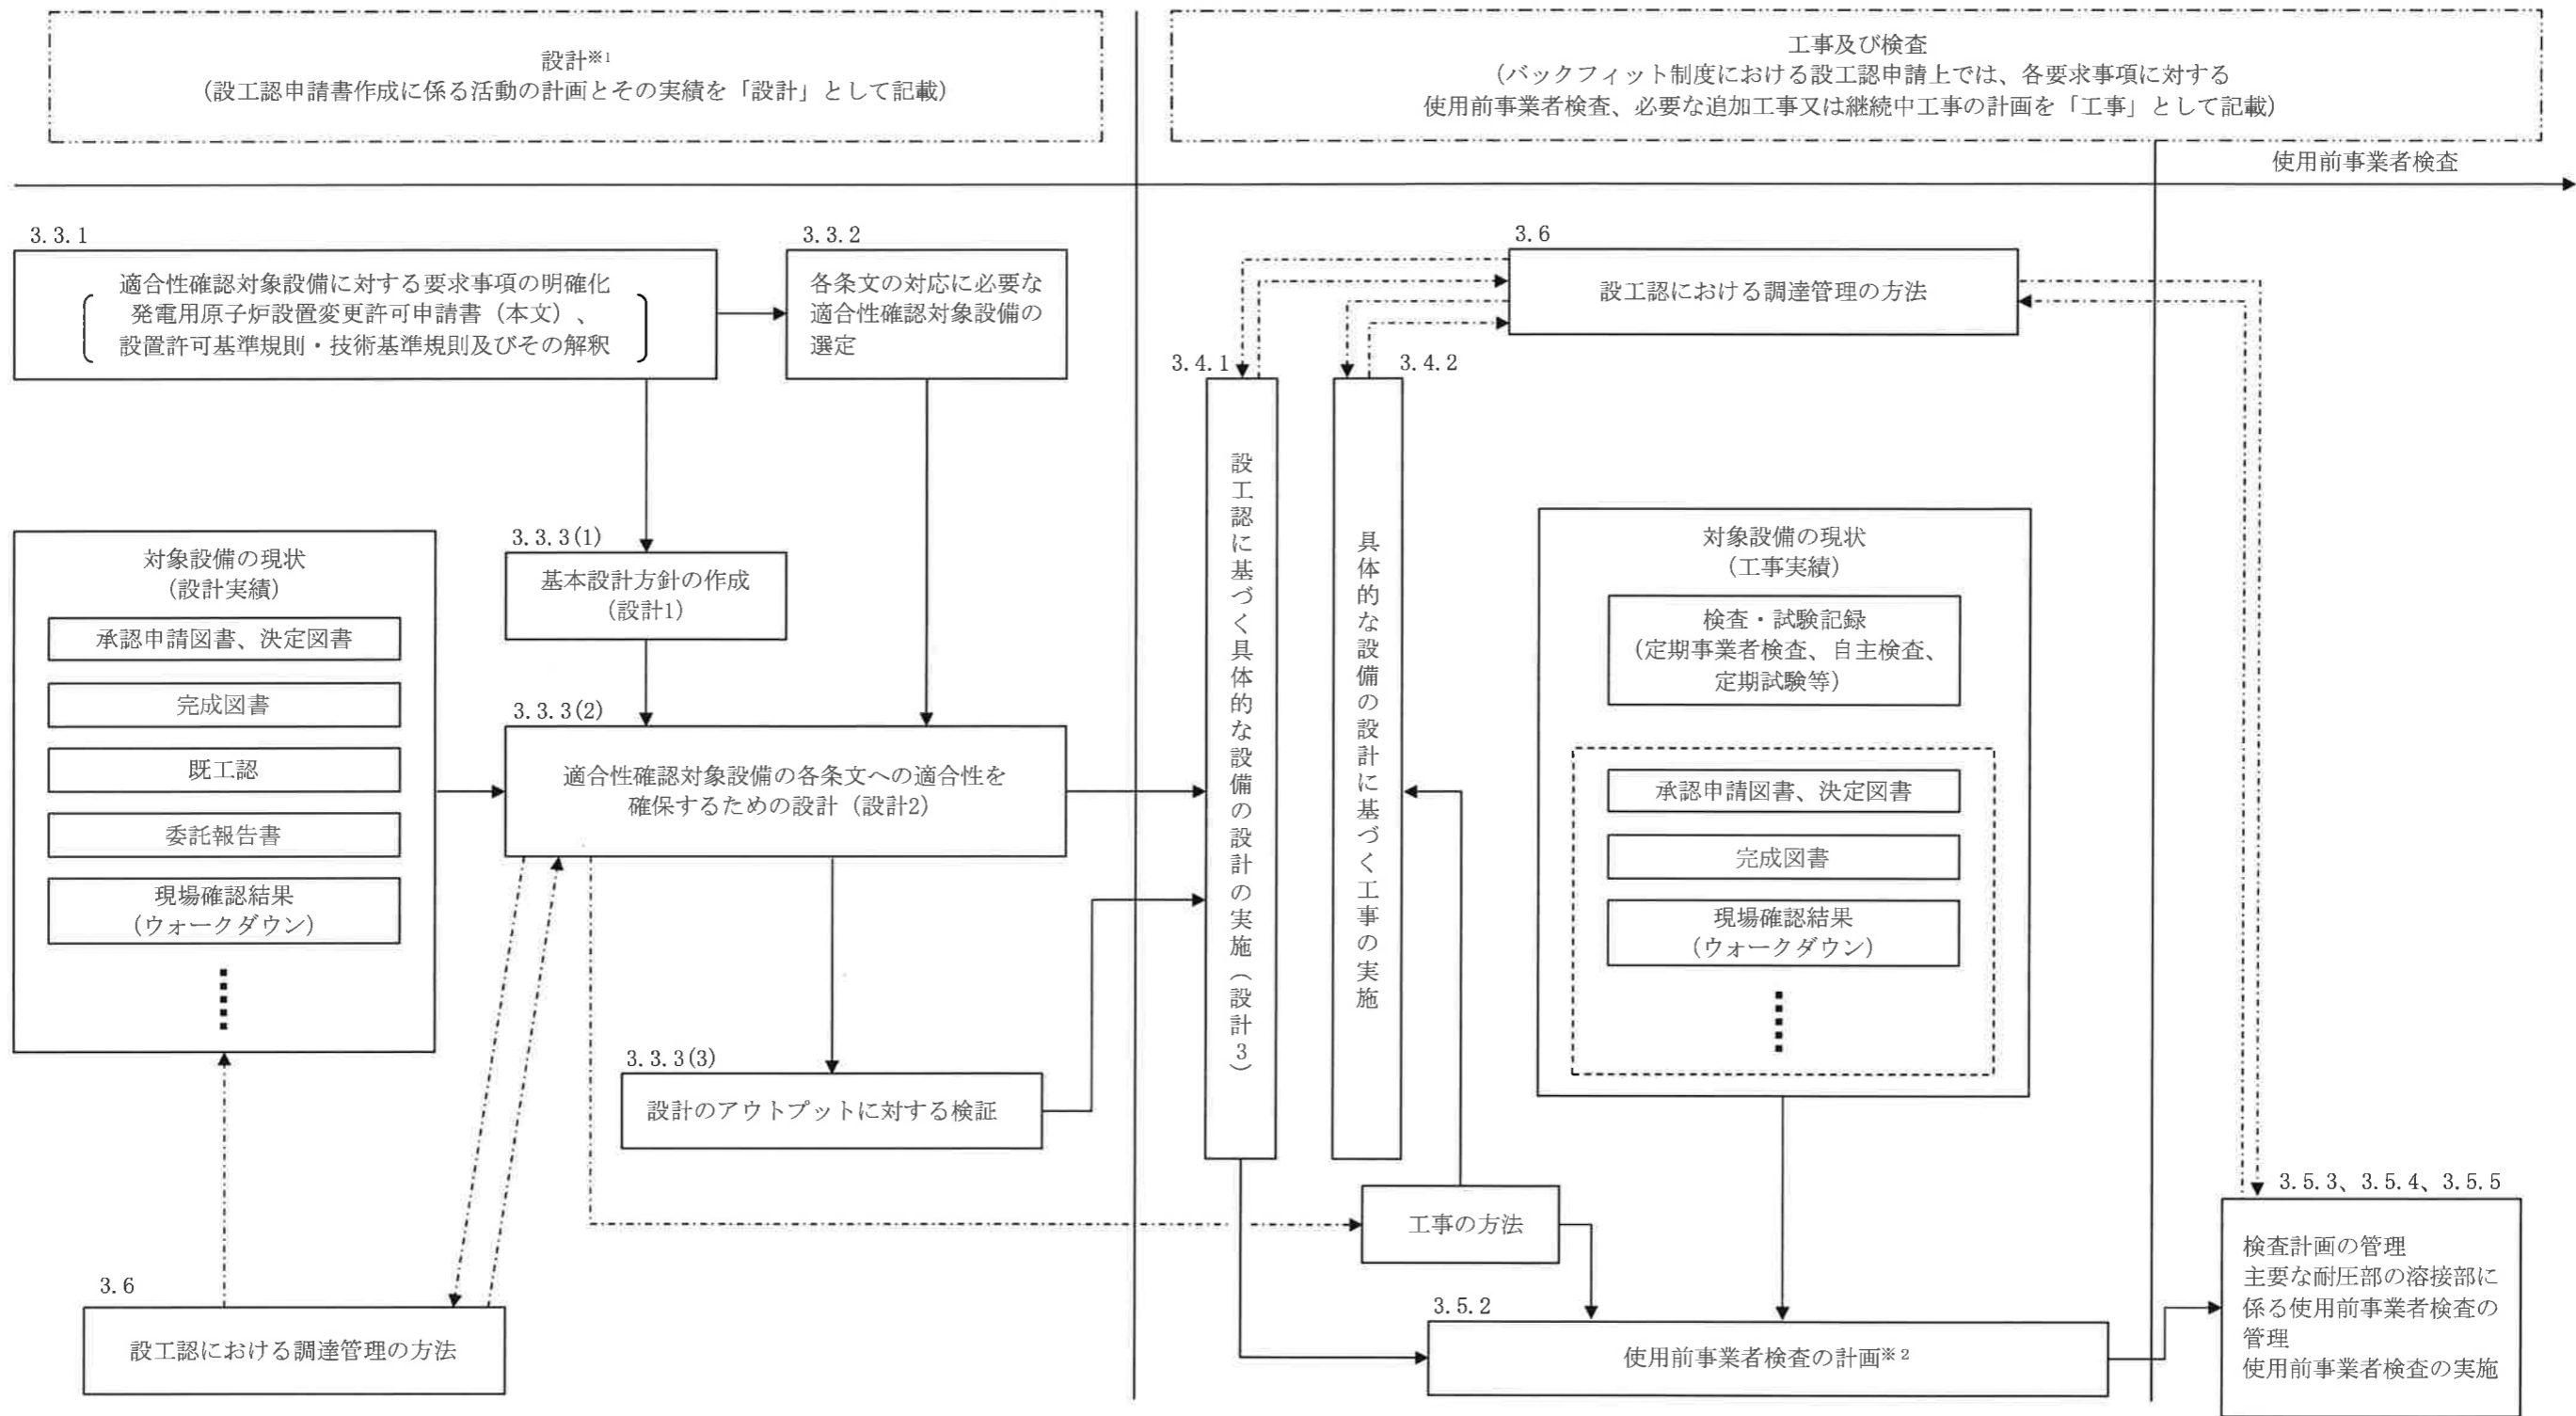 設計※1
(設工認申請書作成に係る活動の計画とその実績を「設計」として記載)
工事及び検査
(バックフィット制度における設工認申請上では、各要求事項に対する
使用前事業者検査、必要な追加工事又は継続中工事の計画を「工事」として記載)
使用前事業者検査
3.3.1
適合性確認対象設備に対する要求事項の明確化
発電用原子炉設置変更許可申請書(本文)、
設置許可基準規則・技術基準規則及びその解釈
3.3.2
各条文の対応に必要な
適合性確認対象設備の
選定
3.6
設工認における調達管理の方法
3.4.1
設工認に基づく具体的な設備の設計の実施(設計3)
3.4.2
具体的な設備の設計に基づく工事の実施
対象設備の現状
(設計実績)
承認申請図書、決定図書
完成図書
既工認
委託報告書
現場確認結果
(ウォークダウン)
3.3.3(1)
基本設計方針の作成
(設計1)
3.3.3(2)
適合性確認対象設備の各条文への適合性を
確保するための設計(設計2)
3.3.3(3)
設計のアウトプットに対する検証
3.6
設工認における調達管理の方法
対象設備の現状
(工事実績)
検査・試験記録
(定期事業者検査、自主検査、
定期試験等)
承認申請図書、決定図書
完成図書
現場確認結果
(ウォークダウン)
工事の方法
3.5.2
使用前事業者検査の計画※2
3.5.3、3.5.4、3.5.5
検査計画の管理
主要な耐圧部の溶接部に
係る使用前事業者検査の
管理
使用前事業者検査の実施